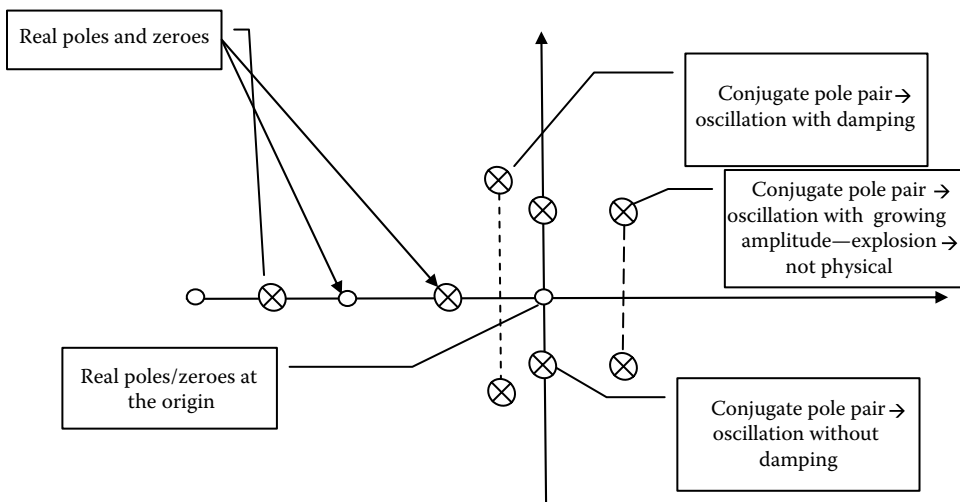 Real poles and zeroes
Conjugate pole pair→
oscillation with damping
Conjugate pole pair →
oscillation with growing
amplitude—explosion→
not physical
Real poles/zeroes at
the origin
Conjugate pole pair→
oscillation without
damping